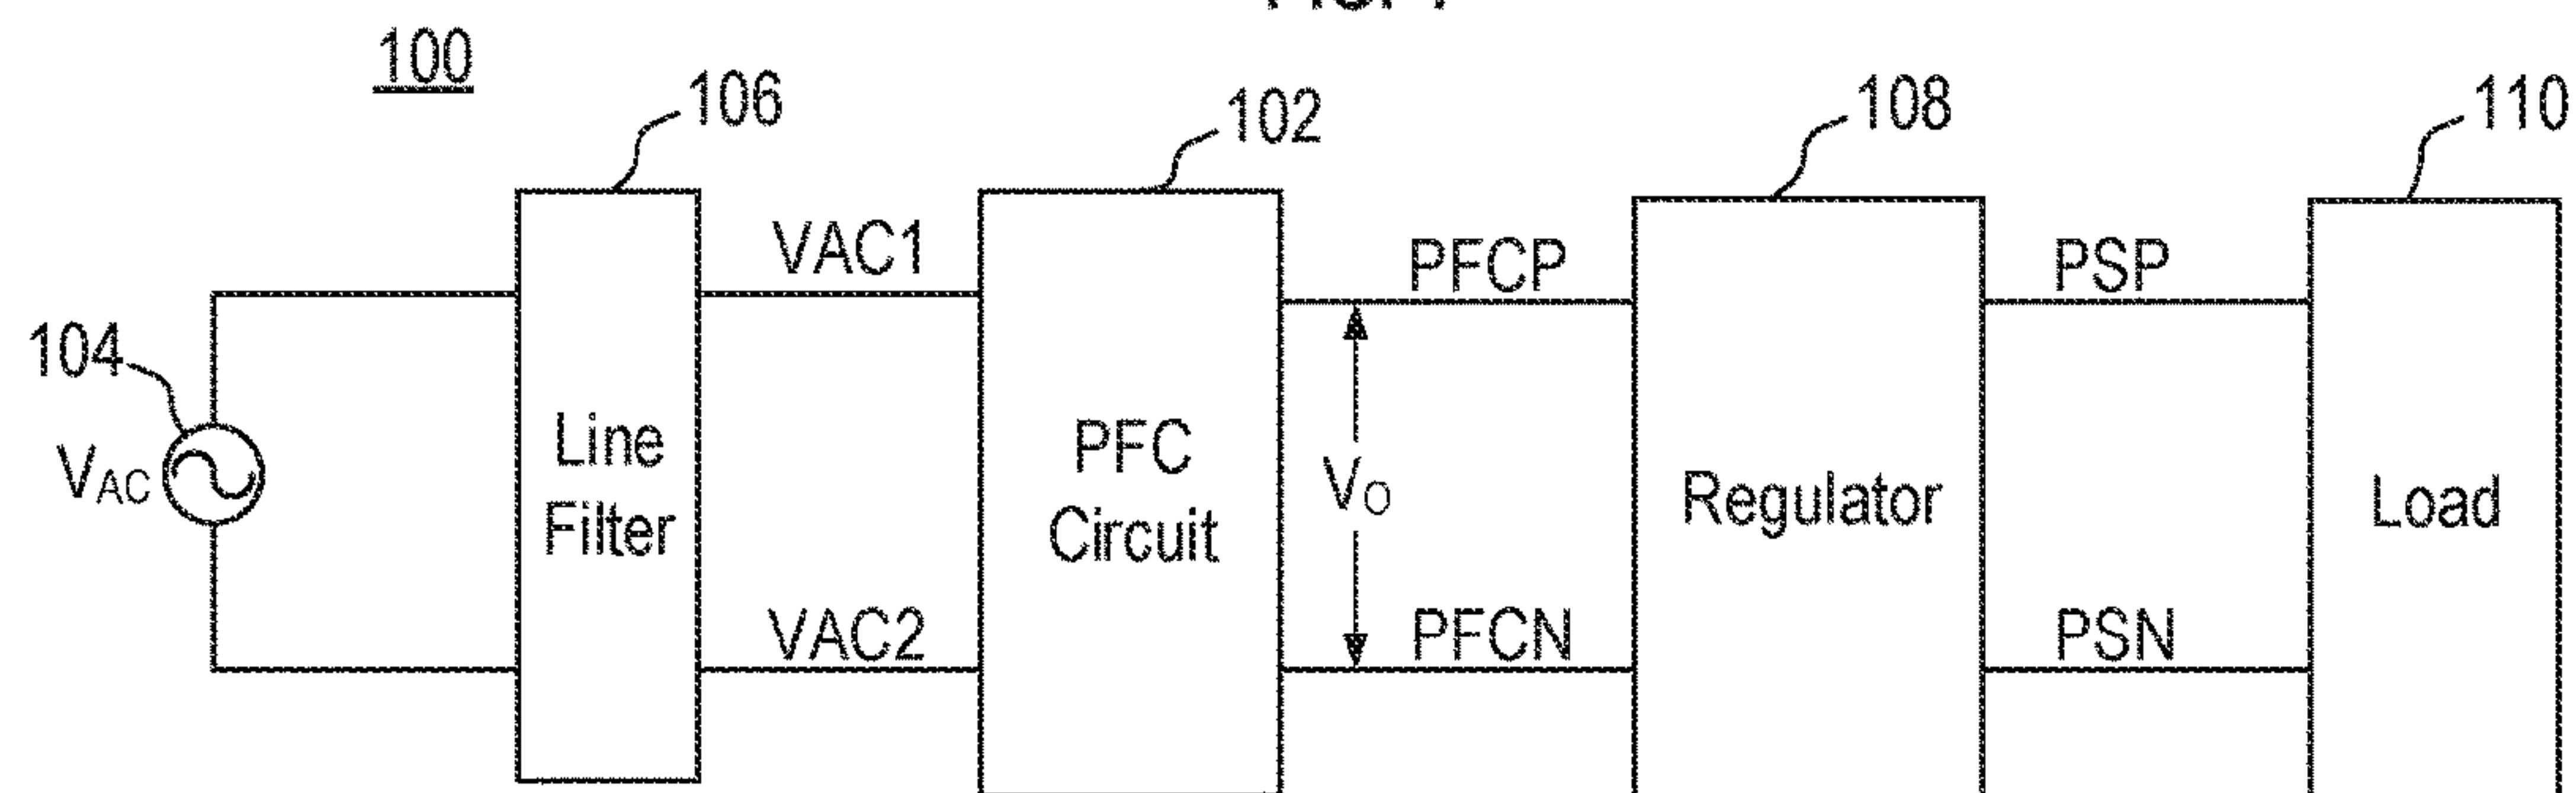 100
106
102
108
110
VAC1
PFCP
PSP
104
VAC
Line
Filter
PFC
Circuit
VO
Regulator
Load
VAC2
PFCN
PSN